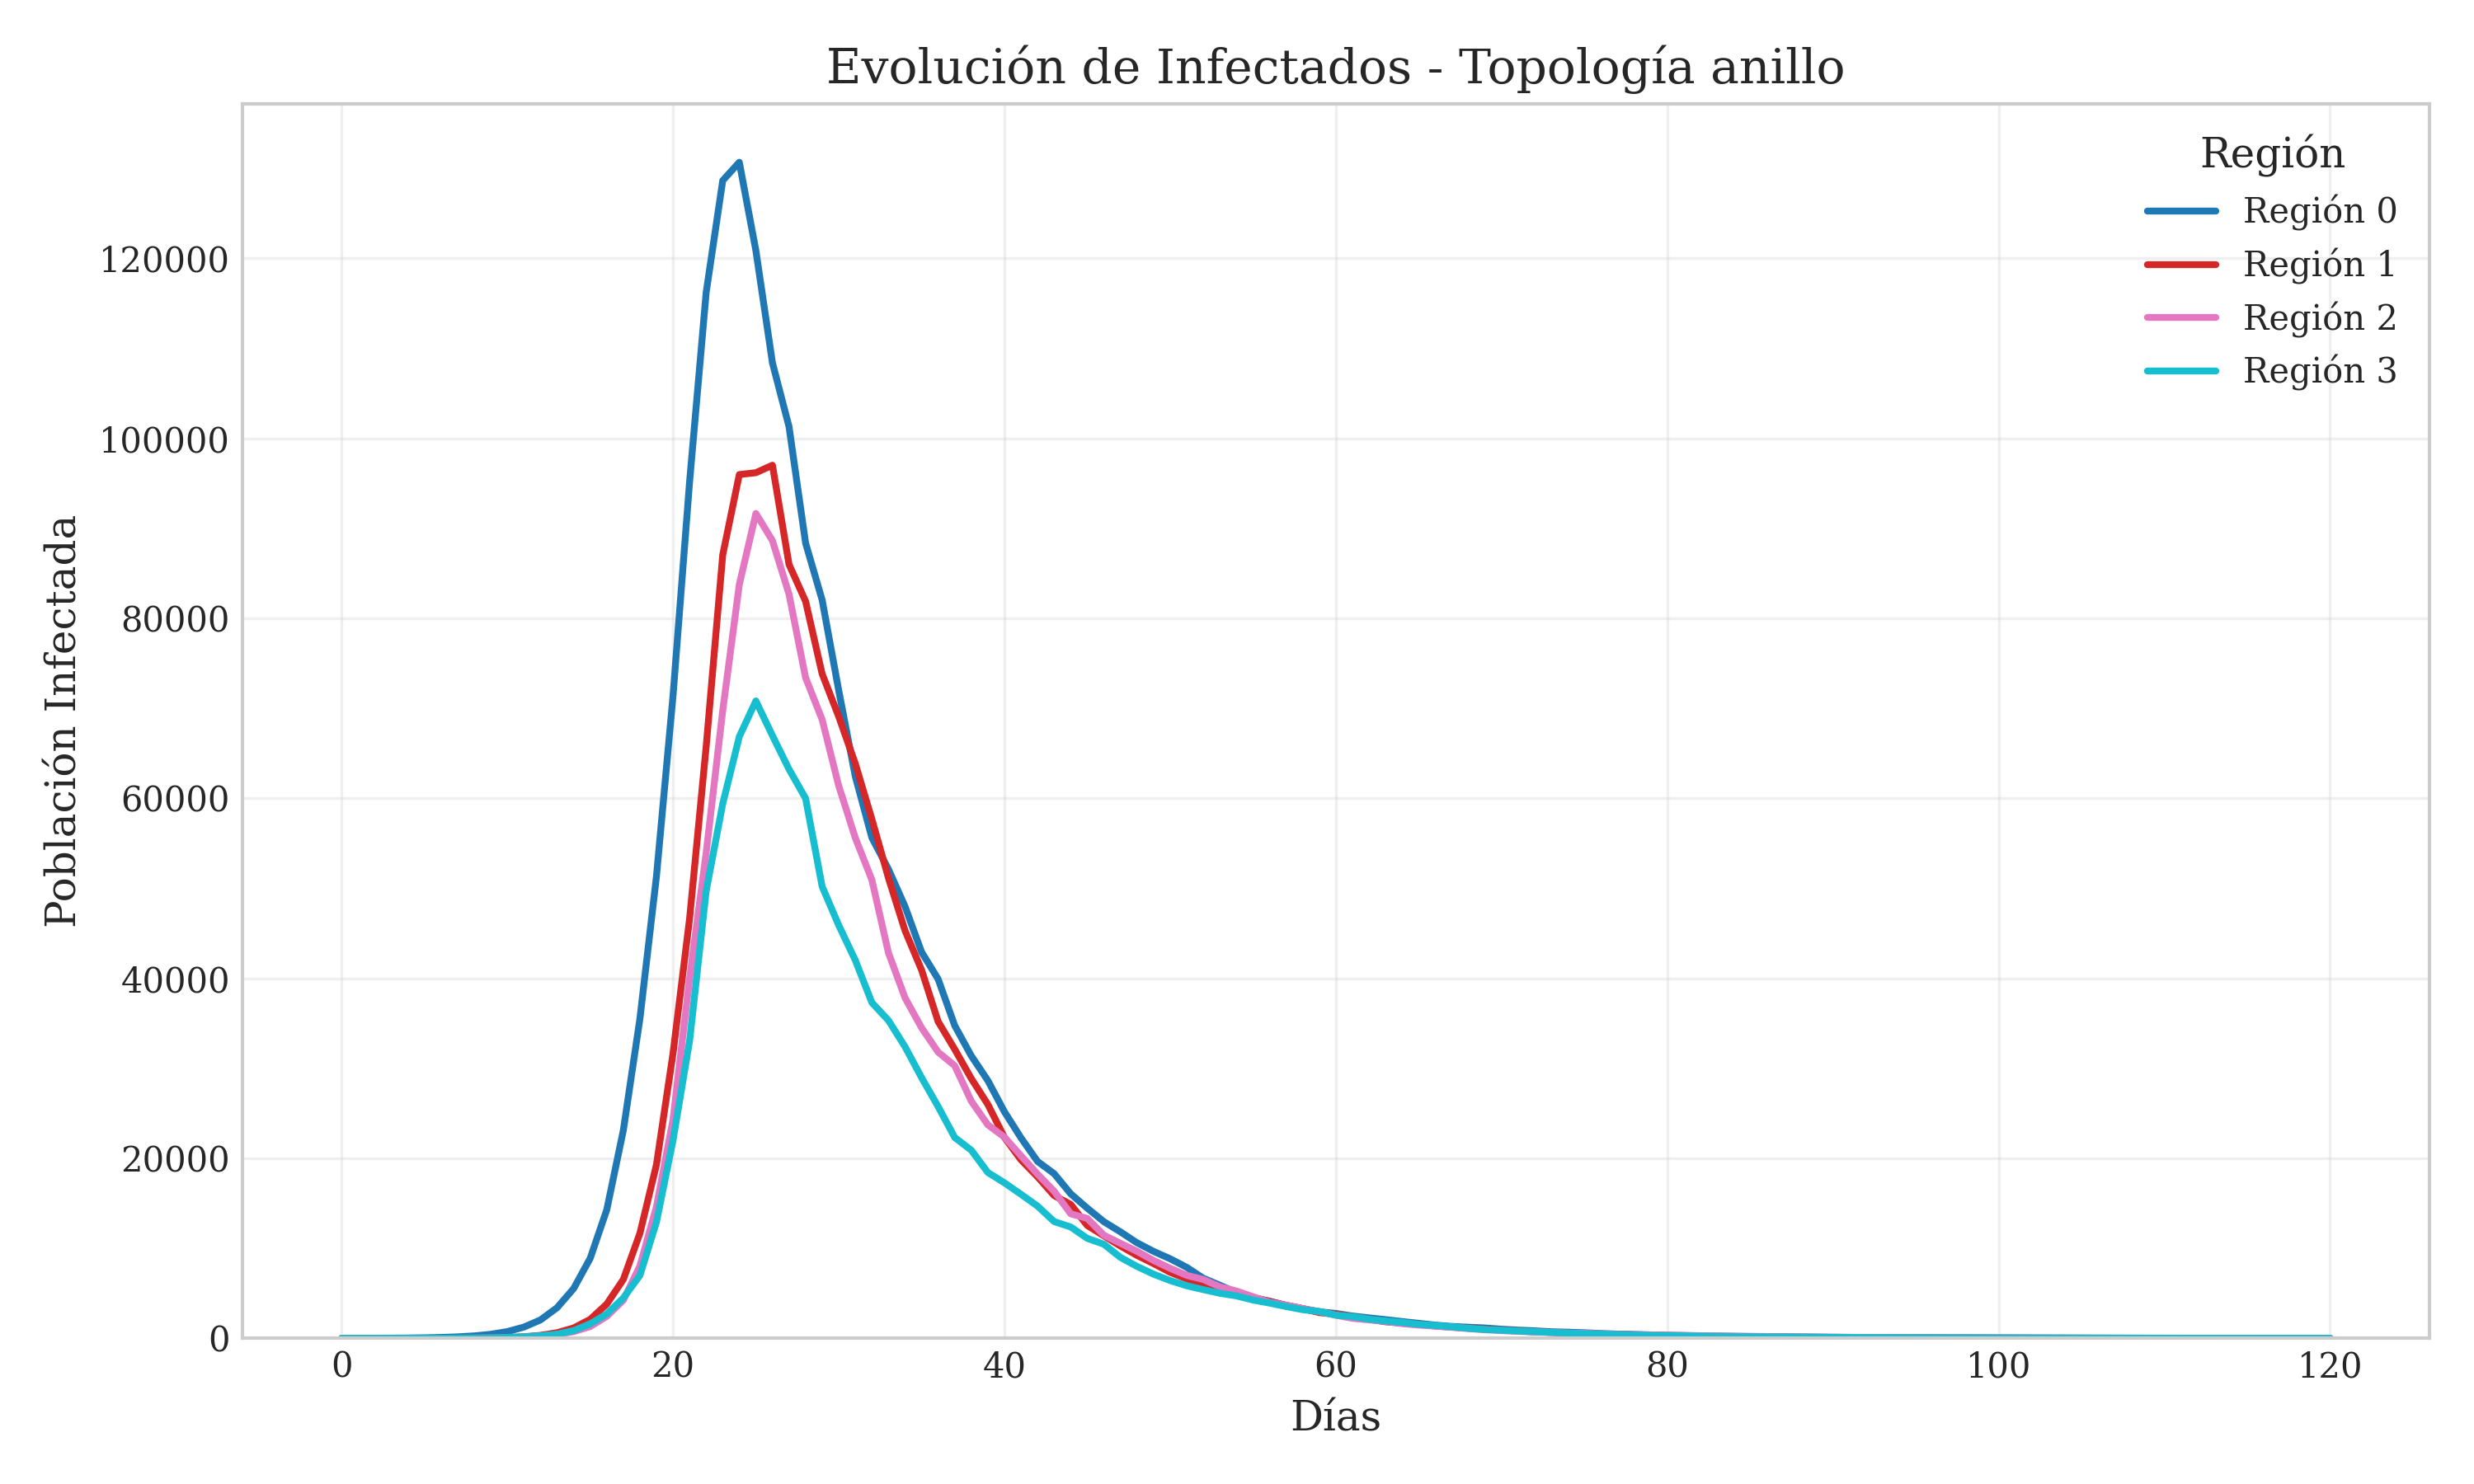 Evolución de Infectados - Topología anillo
Región
Región 0
Región 1
Región 2
Región 3
Población Infectada
120000
100000
80000
60000
40000
20000
0
0 20 40 60 80 100 120
Días